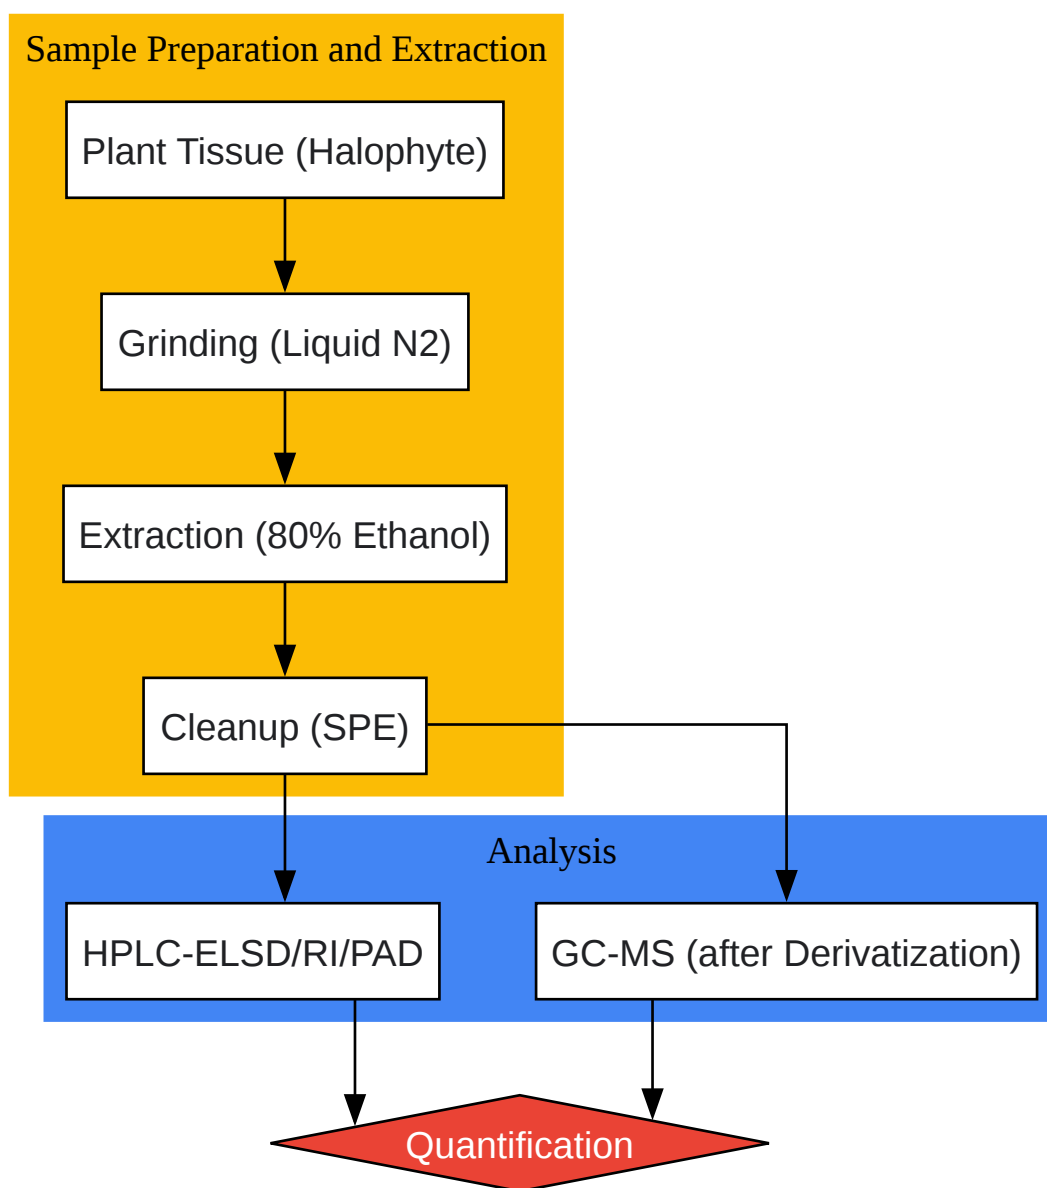 Sample Preparation and Extraction
Plant Tissue (Halophyte)
Grinding (Liquid N2)
Extraction (80% Ethanol)
Cleanup (SPE)
Analysis
HPLC-ELSD/RI/PAD
GC-MS (after Derivatization)
Quantification